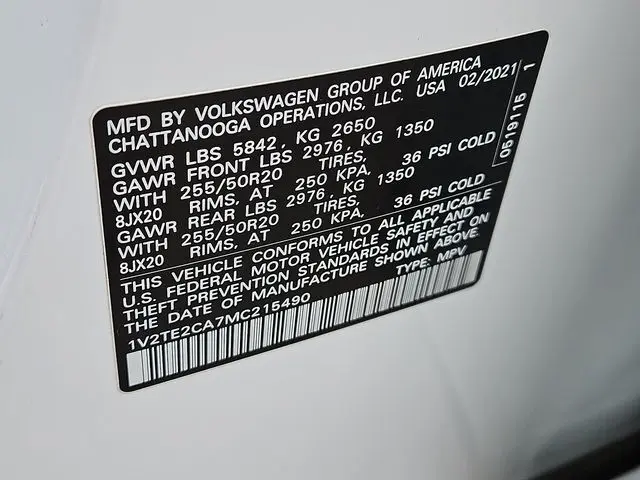 MFD BY VOLKSWAGEN GROUP OF AMERICA
CHATTANOOGA OPERATIONS, LLC. USA 02/2021
GVWR LBS 5842, KG 2650
GAWR FRONT LBS 2976, KG 1350
WITH 255/50R20 TIRES,
8JX20 RIMS, AT 250 KPA, 36 PSI COLD
GAWR REAR LBS 2976, KG 1350
WITH 255/50R20 TIRES,
8JX20 RIMS, AT 250 KPA, 36 PSI COLD
THIS VEHICLE CONFORMS TO ALL APPLICABLE
U.S. FEDERAL MOTOR VEHICLE SAFETY AND
THEFT PREVENTION STANDARDS IN EFFECT ON
THE DATE OF MANUFACTURE SHOWN ABOVE.
1V2TE2CA7MC215490 TYPE: MPV
0519115 1